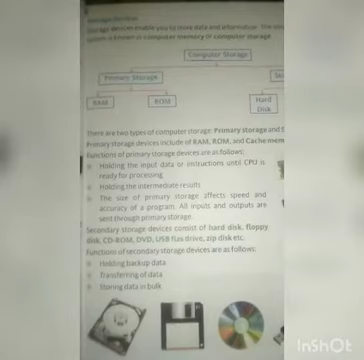 Storage Devices
Storage devices enable you to store data and information. The
system is known as computer memory or computer storage
Computer Storage
Primary Storage
RAM
ROM
Hard
Disk
There are two types of computer storage: Primary storage and
Primary storage devices include of RAM, ROM, and Cache
Functions of primary storage devices are as follows:
Holding the input data or instructions until CPU is
ready for processing
Holding the intermediate results
The size of primary storage affects speed and
accuracy of a program. All inputs and outputs are
sent through primary storage.
Secondary storage devices consist of hard disk, floppy
disk, CD-ROM, DVD, USB flas drive, zip disk etc.
Functions of secondary storage devices are as follows:
Holding backup data
Transferring of data
Storing data in bulk
InShOt